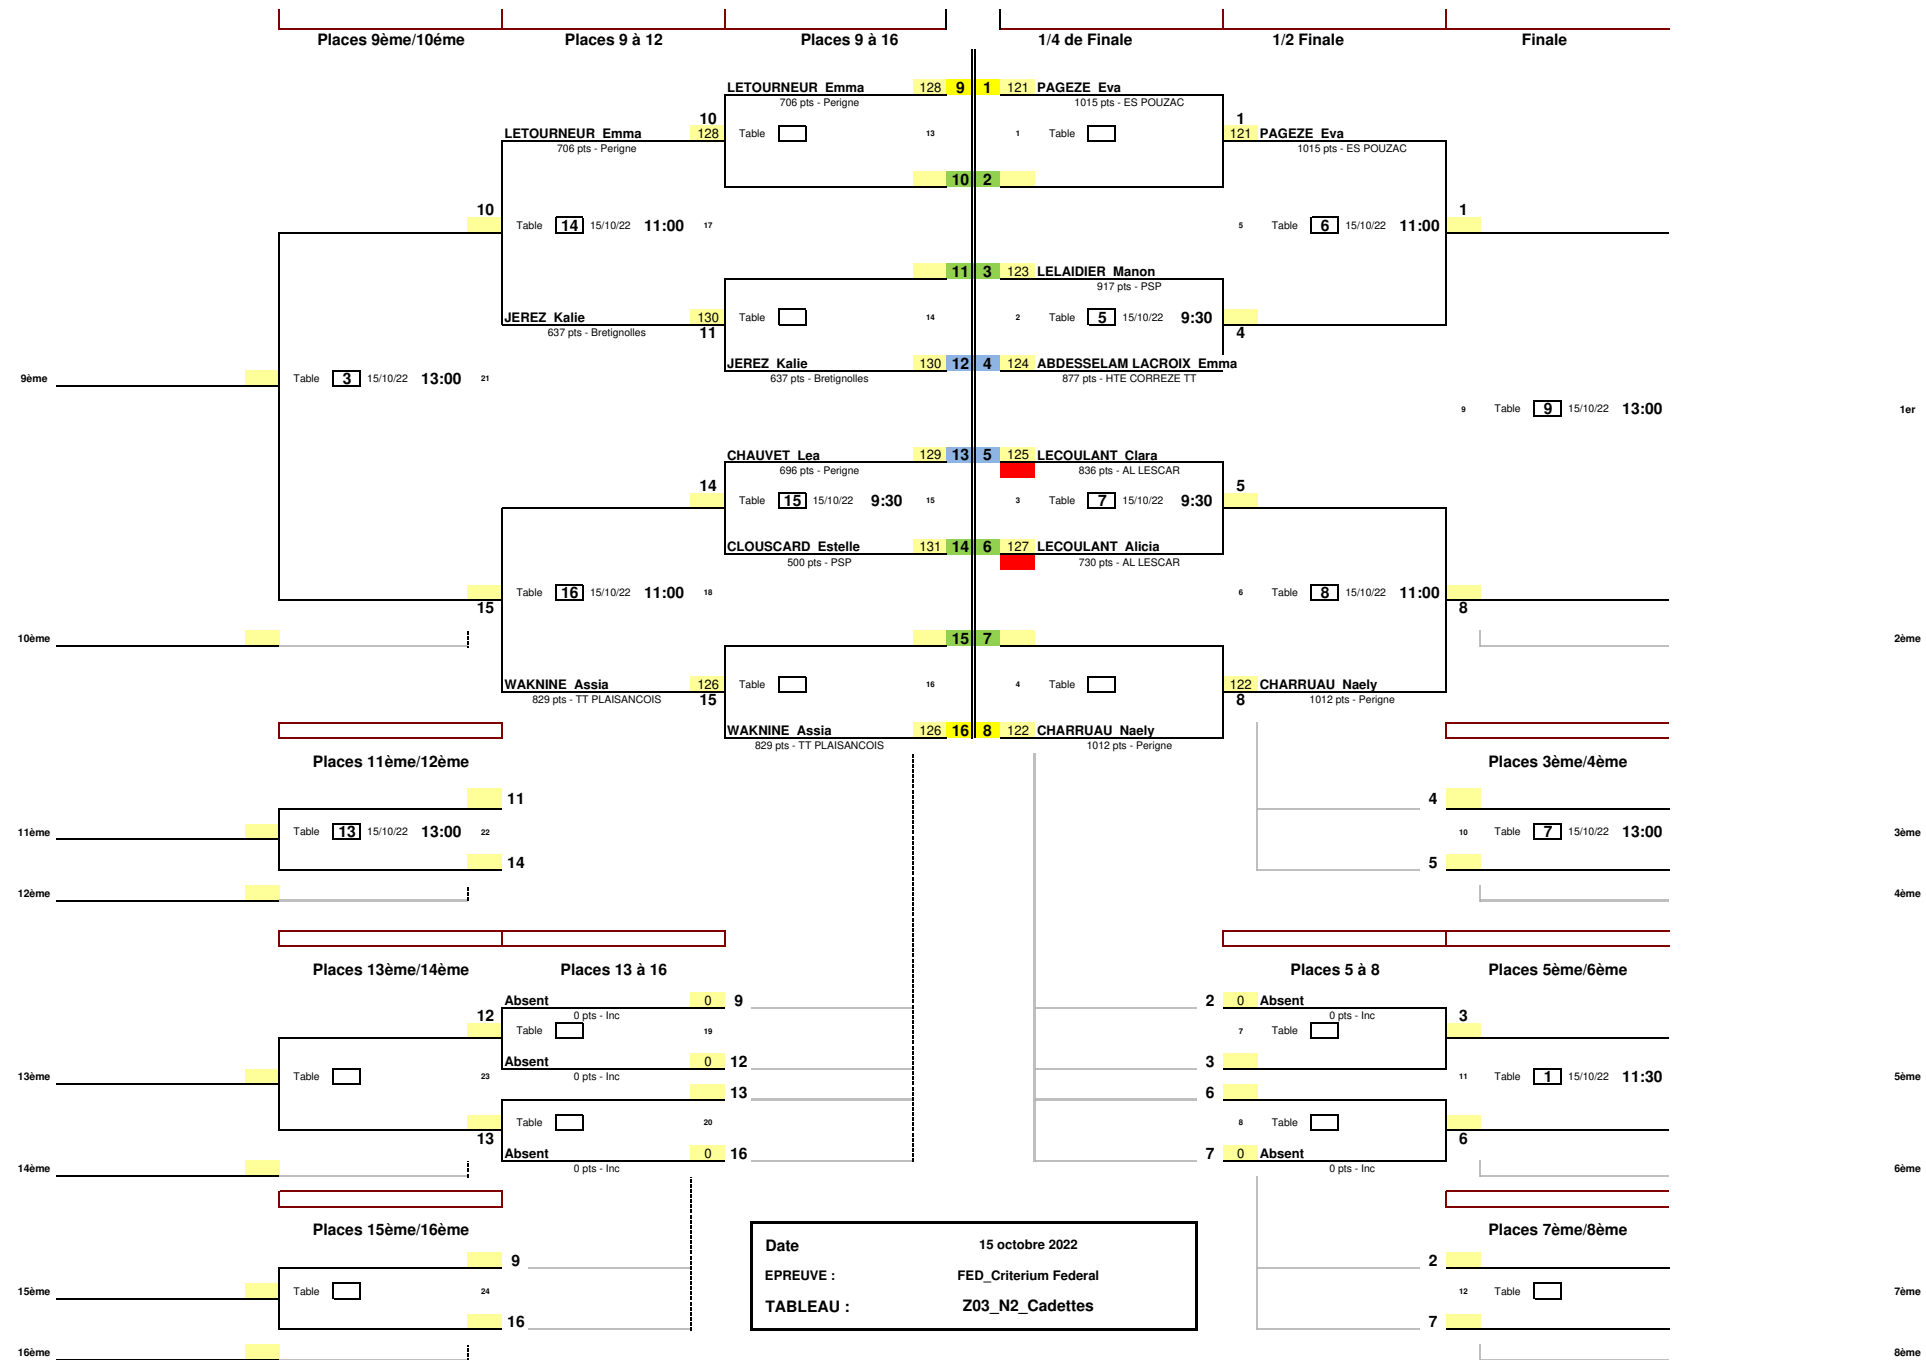 Places 9ème/10éme Places 9 à 12 Places 9 à 16 1/4 de Finale 1/2 Finale Finale
LETOURNEUR Emma 128 9 1 121 PAGEZE Eva
706 pts - Perigne 1015 pts - ES POUZAC
10 1
LETOURNEUR Emma 128 Table 13 1 Table 121 PAGEZE Eva
706 pts - Perigne 1015 pts - ES POUZAC
10 2
10 1
Table 14 15/10/22 11:00 17 5 Table 6 15/10/22 11:00
11 3 123 LELAIDIER Manon
917 pts - PSP
JEREZ Kalie 130 Table 14 2 Table 5 15/10/22 9:30
637 pts - Bretignolles 11 4
JEREZ Kalie 130 12 4 124 ABDESSELAM LACROIX Emma
9ème Table 3 15/10/22 13:00 21 637 pts - Bretignolles 877 pts - HTE CORREZE TT
9 Table 9 15/10/22 13:00 1er
CHAUVET Lea 129 13 5 125 LECOULANT Clara
696 pts - Perigne 836 pts - AL LESCAR
14 5
Table 15 15/10/22 9:30 15 3 Table 7 15/10/22 9:30
CLOUSCARD Estelle 131 14 6 127 LECOULANT Alicia
500 pts - PSP 730 pts - AL LESCAR
Table 16 15/10/22 11:00 18 6 Table 8 15/10/22 11:00
15 8
10ème 15 7 2ème
WAKNINE Assia 126 Table 16 4 Table 122 CHARRUAU Naely
829 pts - TT PLAISANCOIS 15 8 1012 pts - Perigne
WAKNINE Assia 126 16 8 122 CHARRUAU Naely
829 pts - TT PLAISANCOIS 1012 pts - Perigne
Places 11ème/12ème Places 3ème/4ème
11 4
11ème Table 13 15/10/22 13:00 22 10 Table 7 15/10/22 13:00 3ème
14 5
12ème 4ème
Places 13ème/14ème Places 13 à 16 Places 5 à 8 Places 5ème/6ème
Absent 0 9 2 0 Absent
12 0 pts - Inc 0 pts - Inc 3
Table 19 7 Table
Absent 0 12 3
13ème Table 23 0 pts - Inc 11 Table 1 15/10/22 11:30 5ème
13 6
Table 20 8 Table
13 6
Absent 0 16 7 0 Absent
14ème 0 pts - Inc 0 pts - Inc 6ème
Places 15ème/16ème Places 7ème/8ème
Date 15 octobre 2022
9 2
EPREUVE : FED_Criterium Federal
15ème Table 24 12 Table 7ème
TABLEAU : Z03_N2_Cadettes
16 7
16ème 8ème